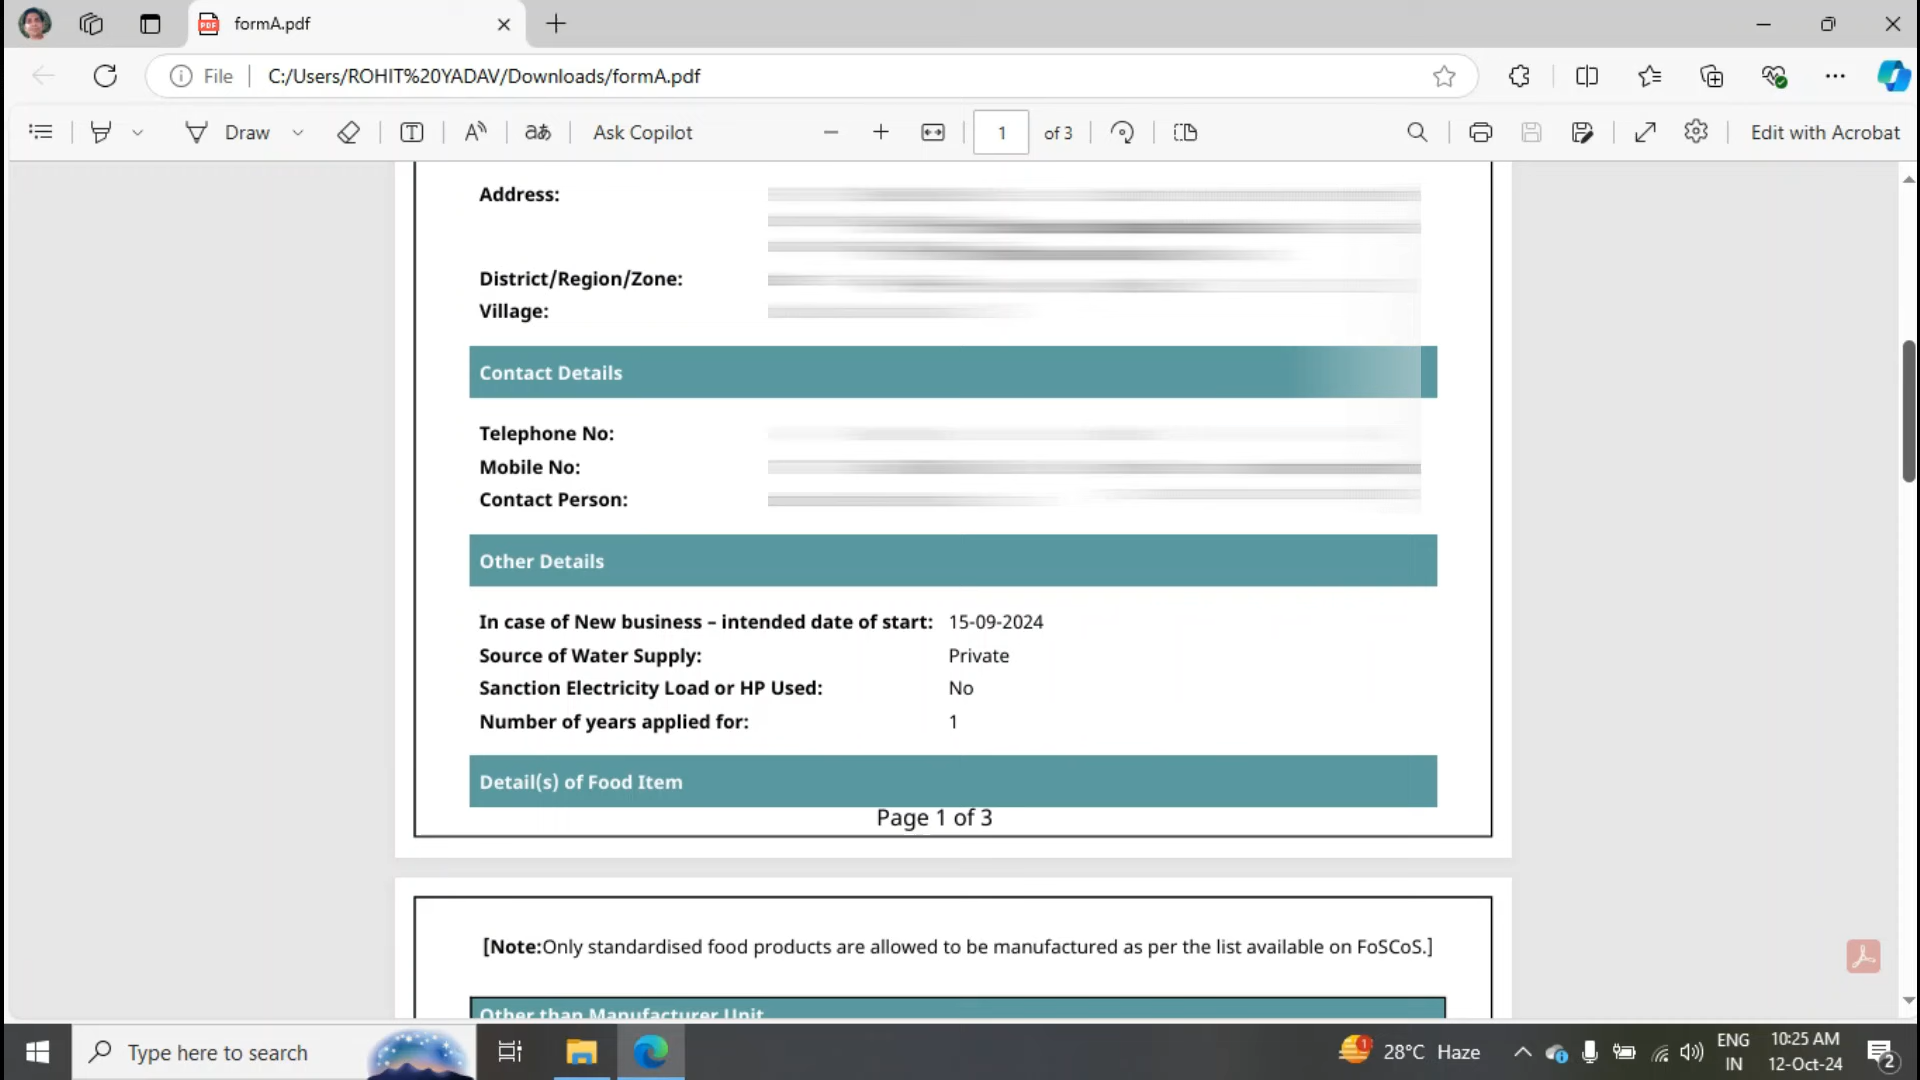 formA.pdf
File
C:/Users/ROHIT%20YADAV/Downloads/formA.pdf
Draw
Ask Copilot
1 of 3
Edit with Acrobat
Address:
District/Region/Zone:
Village:
Contact Details
Telephone No:
Mobile No:
Contact Person:
Other Details
In case of New business – intended date of start: 15-09-2024
Source of Water Supply: Private
Sanction Electricity Load or HP Used: No
Number of years applied for: 1
Detail(s) of Food Item
Page 1 of 3
[Note:Only standardised food products are allowed to be manufactured as per the list available on FoSCoS.]
Other than Manufacturer Unit
Type here to search
28°C Haze
ENG
IN
10:25 AM
12-Oct-24
2